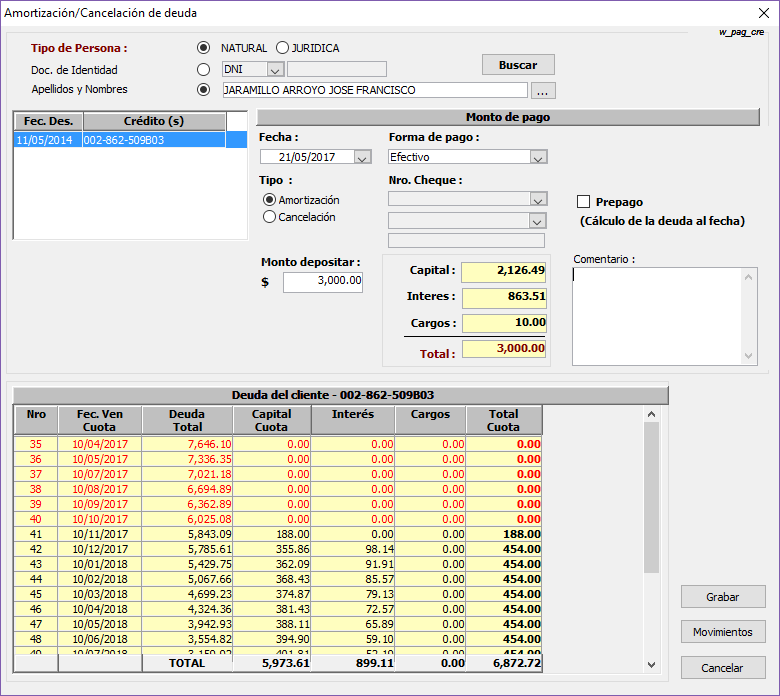 Amortización/Cancelación de deuda
w_pag_cre
Tipo de Persona : NATURAL JURIDICA
Doc. de Identidad DNI Buscar
Apellidos y Nombres JARAMILLO ARROYO JOSE FRANCISCO ...
Fec. Des. Crédito (s)
11/05/2014 002-862-509B03
Monto de pago
Fecha : Forma de pago :
21/05/2017 Efectivo
Tipo : Nro. Cheque :
Amortización
Cancelación
Prepago
(Cálculo de la deuda al fecha)
Monto depositar :
$ 3,000.00
Capital : 2,126.49
Interes : 863.51
Cargos : 10.00
Total : 3,000.00
Comentario :
Deuda del cliente - 002-862-509B03
Nro Fec. Ven Cuota Deuda Total Capital Cuota Interés Cargos Total Cuota
35 10/04/2017 7,646.10 0.00 0.00 0.00 0.00
36 10/05/2017 7,336.35 0.00 0.00 0.00 0.00
37 10/07/2017 7,021.18 0.00 0.00 0.00 0.00
38 10/08/2017 6,694.89 0.00 0.00 0.00 0.00
39 10/09/2017 6,362.89 0.00 0.00 0.00 0.00
40 10/10/2017 6,025.08 0.00 0.00 0.00 0.00
41 10/11/2017 5,843.09 188.00 0.00 0.00 188.00
42 10/12/2017 5,785.61 355.86 98.14 0.00 454.00
43 10/01/2018 5,429.75 362.09 91.91 0.00 454.00
44 10/02/2018 5,067.66 368.43 85.57 0.00 454.00
45 10/03/2018 4,699.23 374.87 79.13 0.00 454.00
46 10/04/2018 4,324.36 381.43 72.57 0.00 454.00
47 10/05/2018 3,942.93 388.11 65.89 0.00 454.00
48 10/06/2018 3,554.82 394.90 59.10 0.00 454.00
49 10/07/2018 3,159.92 401.81 52.19 0.00 454.00
TOTAL 5,973.61 899.11 0.00 6,872.72
Grabar
Movimientos
Cancelar